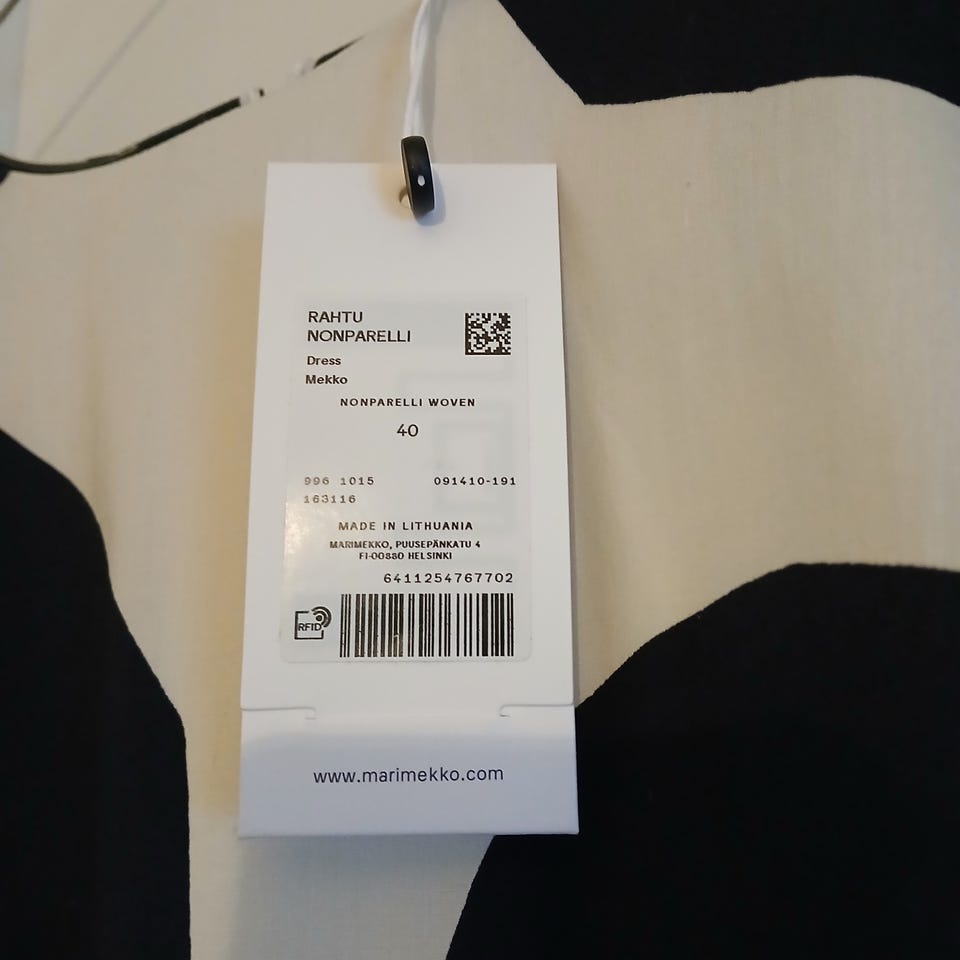 RAHTU
NONPARELLI
Dress
Mekko
NONPARELLI WOVEN
40
996 1015 091410-191
163116
MADE IN LITHUANIA
MARIMEKKO, PUUSEPÄNKATU 4
FI-00880 HELSINKI
6411254767702
RFID
www.marimekko.com